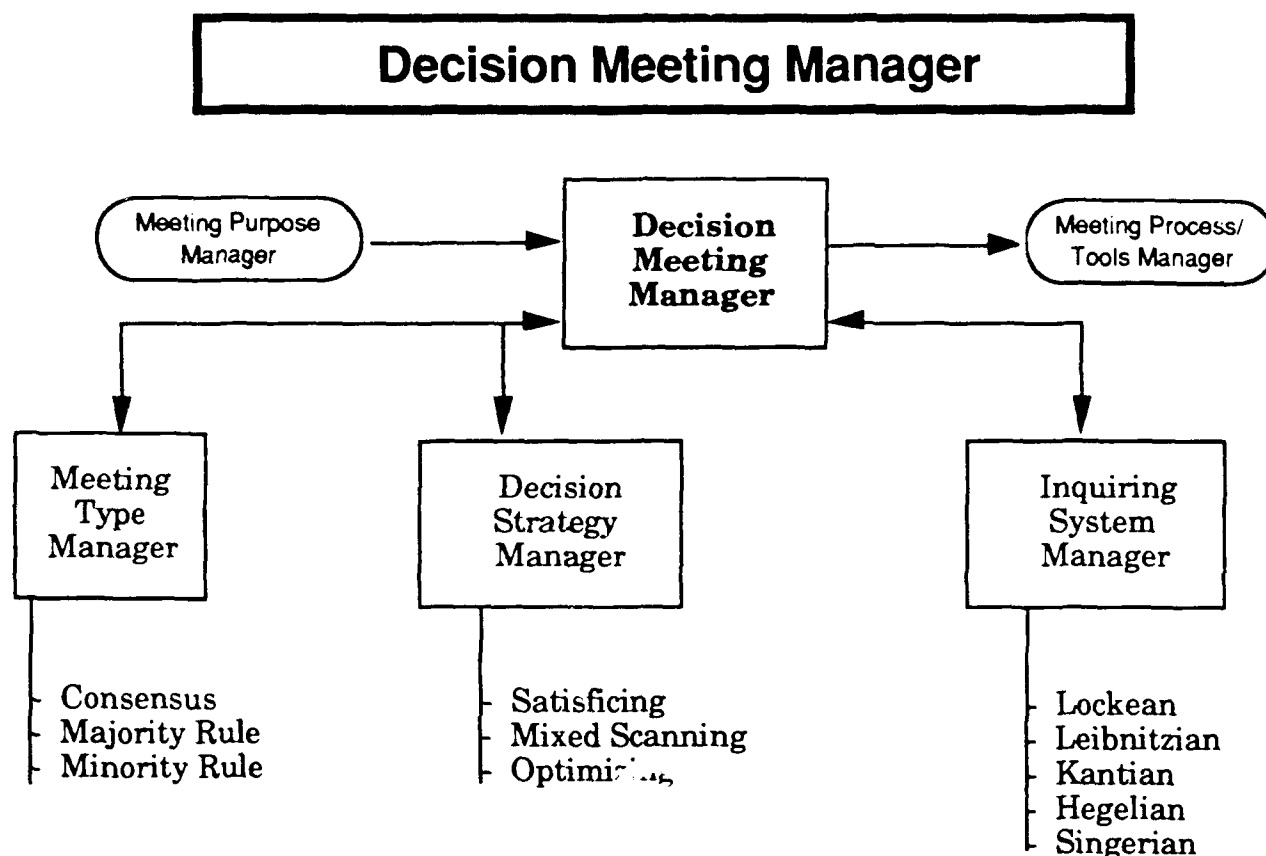 Decision Meeting Manager
Meeting Purpose
Manager
Decision
Meeting
Manager
Meeting Process/
Tools Manager
Meeting
Type
Manager
Decision
Strategy
Manager
Inquiring
System
Manager
Consensus
Majority Rule
Minority Rule
Satisficing
Mixed Scanning
Lockean
Leibnitzian
Kantian
Hegelian
Singerian